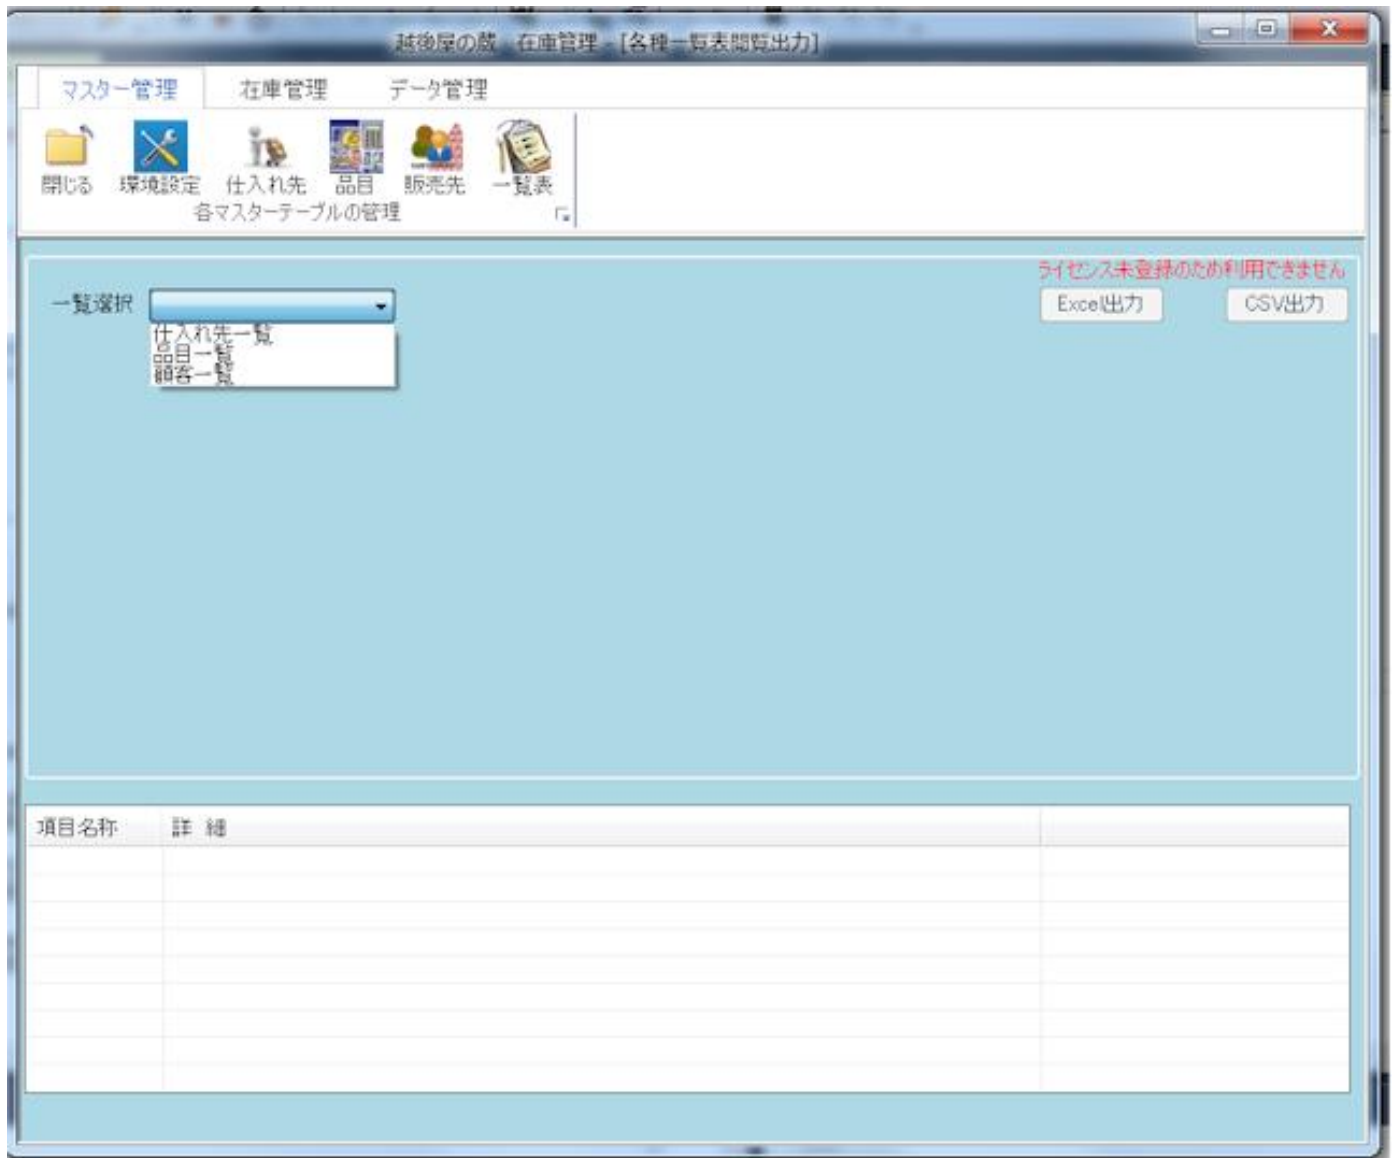 越後屋の蔵 在庫管理 - [各種一覧表閲覧出力]
マスター管理 在庫管理 データ管理
閉じる 環境設定 仕入れ先 品目 販売先 一覧表
各マスターテーブルの管理
ライセンス未登録のため利用できません
一覧選択 Excel出力 CSV出力
仕入れ先一覧
品目一覧
顧客一覧
項目名称 詳 細